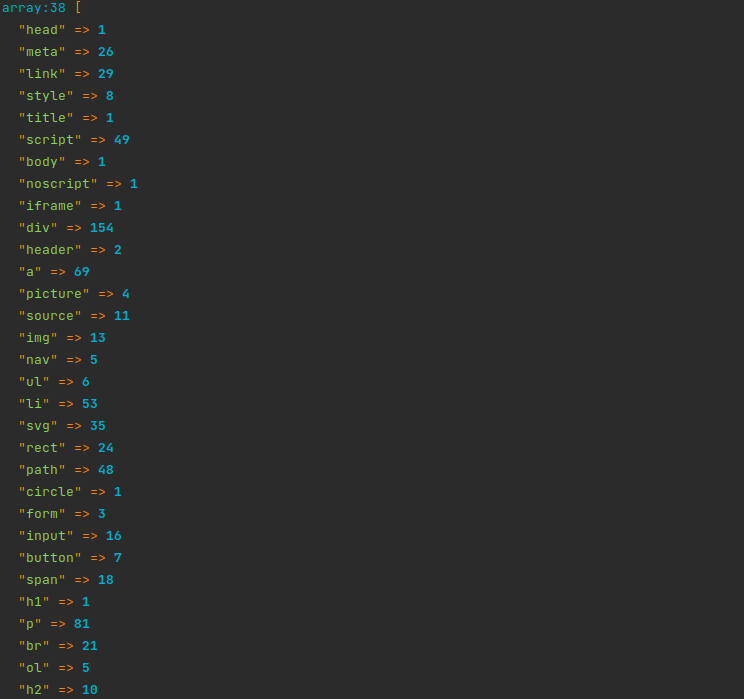 array:38 [
"head" => 1
"meta" => 26
"link" => 29
"style" => 8
"title" => 1
"script" => 49
"body" => 1
"noscript" => 1
"iframe" => 1
"div" => 154
"header" => 2
"a" => 69
"picture" => 4
"source" => 11
"img" => 13
"nav" => 5
"ul" => 6
"li" => 53
"svg" => 35
"rect" => 24
"path" => 48
"circle" => 1
"form" => 3
"input" => 16
"button" => 7
"span" => 18
"h1" => 1
"p" => 81
"br" => 21
"ol" => 5
"h2" => 10